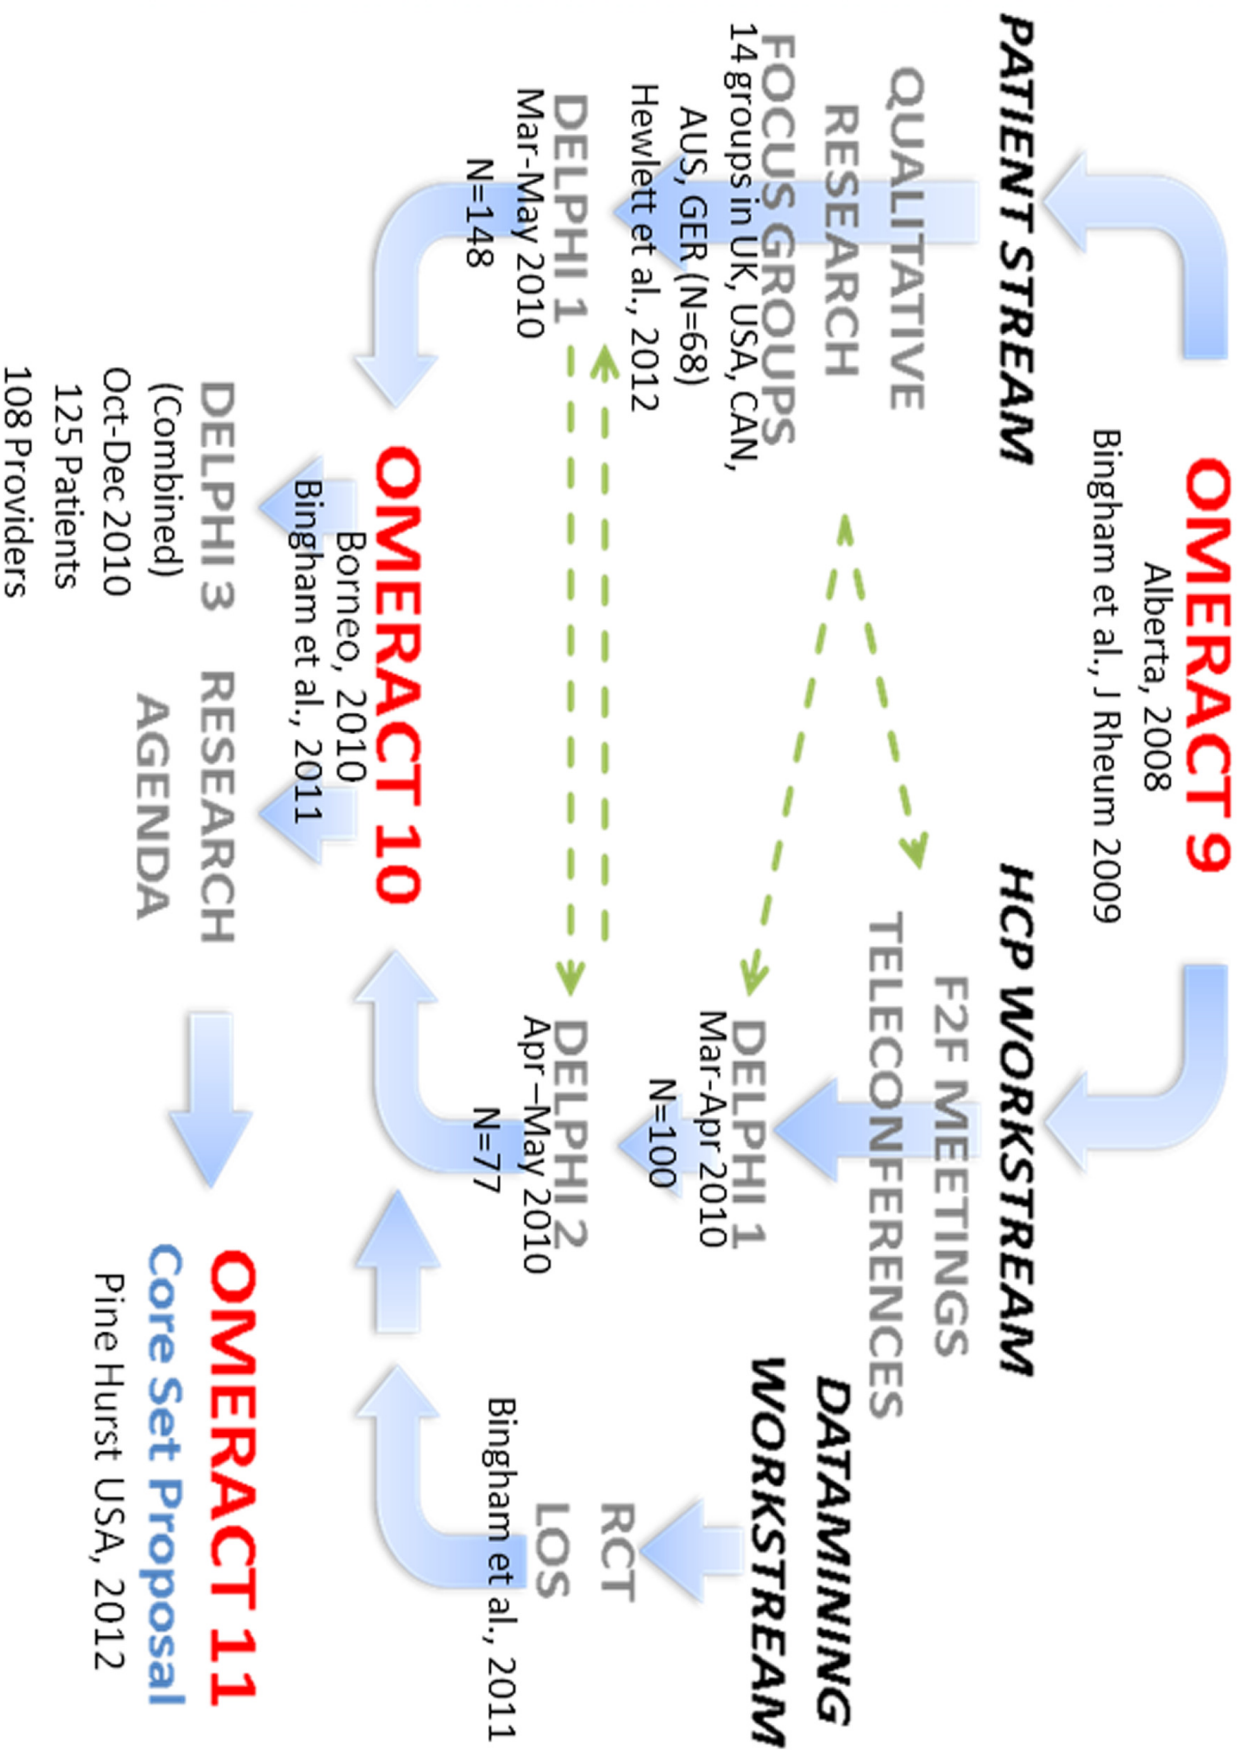 OMERACT 9
Alberta, 2008
Bingham et al., J Rheum 2009
PATIENT STREAM
QUALITATIVE
RESEARCH
FOCUS GROUPS
14 groups in UK, USA, CAN,
AUS, GER (N=68)
Hewlett et al., 2012
DELPHI 1
Mar-May 2010
N=148
HCP WORKSTREAM
F2F MEETINGS
TELECONFERENCES
DELPHI 1
Mar-Apr 2010
N=100
DELPHI 2
Apr–May 2010
N=77
DATAMINING
WORKSTREAM
RCT
LOS
Bingham et al., 2011
OMERACT 10
Borneo, 2010
Bingham et al., 2011
DELPHI 3
(Combined)
Oct-Dec 2010
125 Patients
108 Providers
RESEARCH
AGENDA
OMERACT 11
Core Set Proposal
Pine Hurst USA, 2012